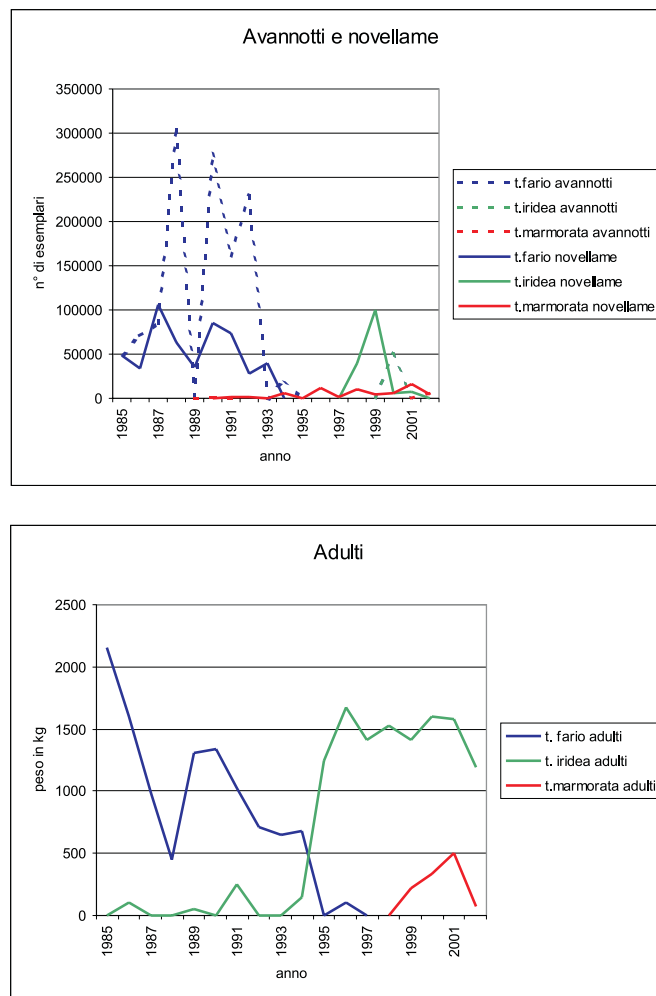 Avannotti e novellame
350000
300000
250000
200000
150000
100000
50000
0
n° di esemplari
1985
1987
1989
1991
1993
1995
1997
1999
2001
anno
t.fario avannotti
t.iridea avannotti
t.marmorata avannotti
t.fario novellame
t.iridea novellame
t.marmorata novellame
Adulti
2500
2000
1500
1000
500
0
peso in kg
1985
1987
1989
1991
1993
1995
1997
1999
2001
anno
t. fario adulti
t. iridea adulti
t.marmorata adulti